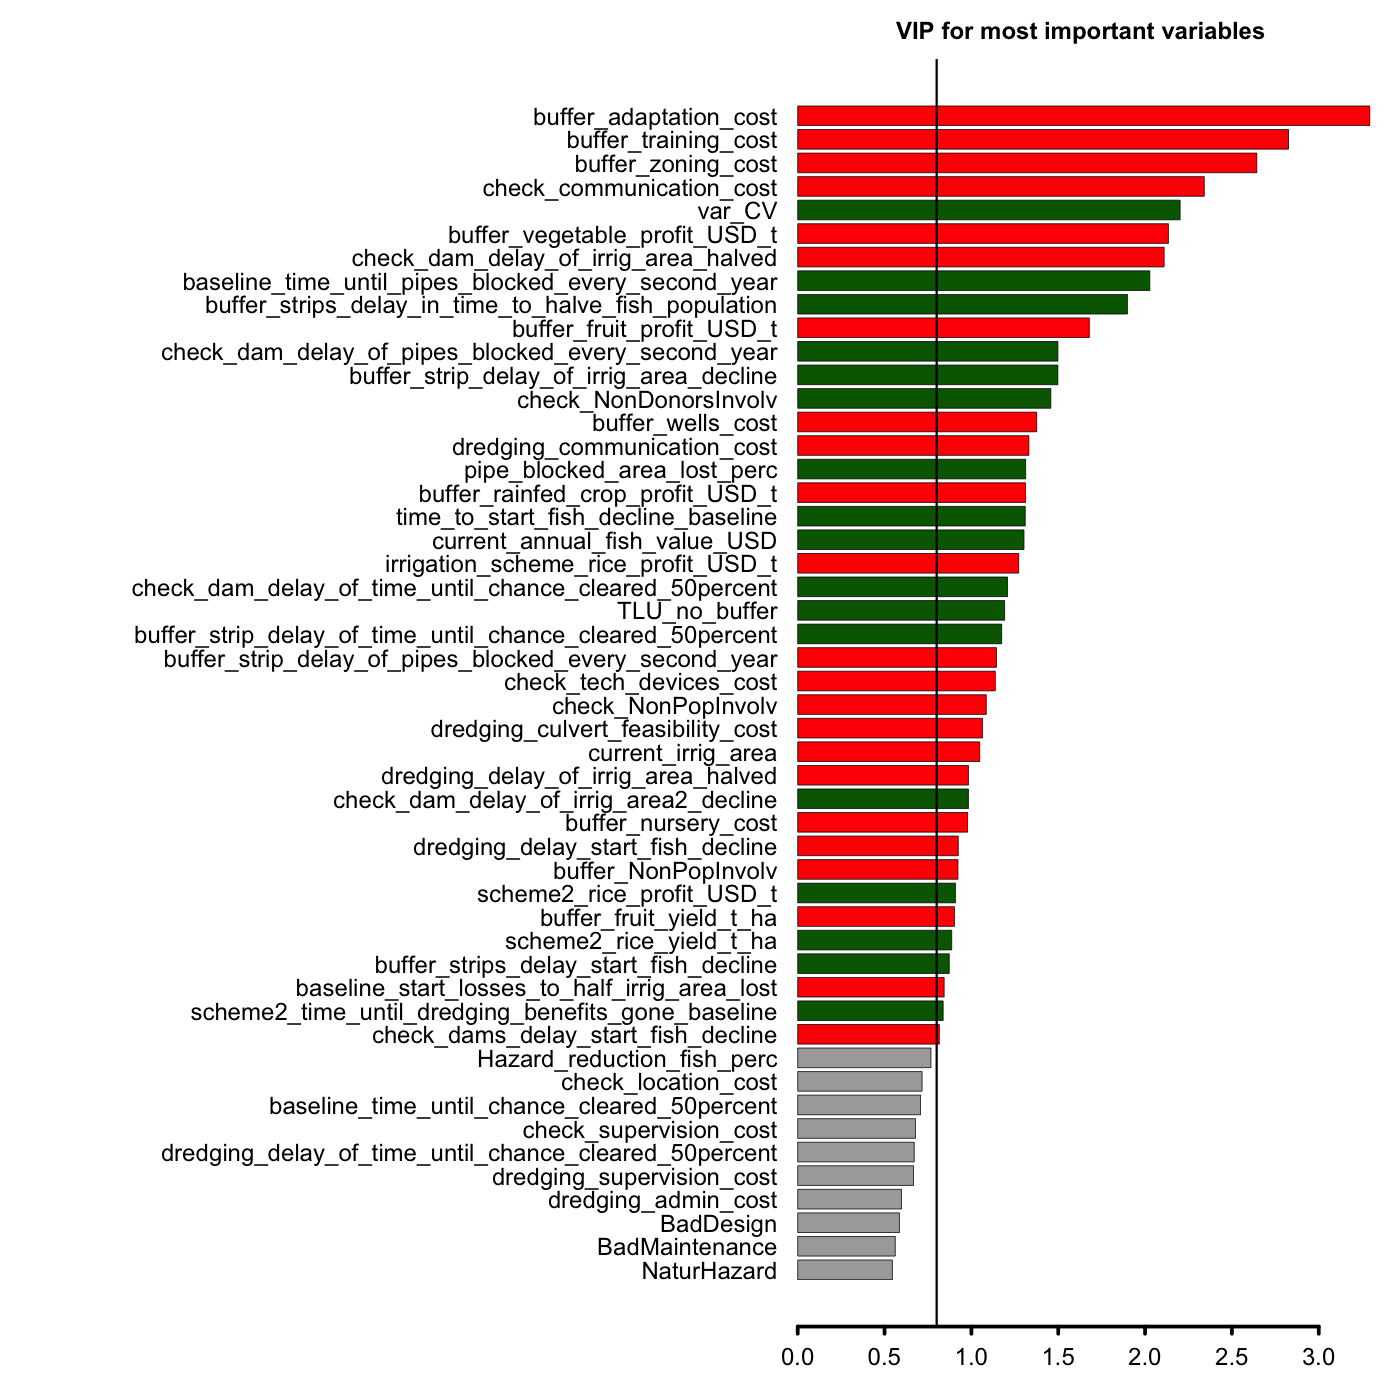 VIP for most important variables
buffer_adaptation_cost
buffer_training_cost
buffer_zoning_cost
check_communication_cost
var_CV
buffer_vegetable_profit_USD_t
check_dam_delay_of_irrig_area_halved
baseline_time_until_pipes_blocked_every_second_year
buffer_strips_delay_in_time_to_halve_fish_population
buffer_fruit_profit_USD_t
check_dam_delay_of_pipes_blocked_every_second_year
buffer_strip_delay_of_irrig_area_decline
check_NonDonorsInvolv
buffer_wells_cost
dredging_communication_cost
pipe_blocked_area_lost_perc
buffer_rainfed_crop_profit_USD_t
time_to_start_fish_decline_baseline
current_annual_fish_value_USD
irrigation_scheme_rice_profit_USD_t
check_dam_delay_of_time_until_chance_cleared_50percent
TLU_no_buffer
buffer_strip_delay_of_time_until_chance_cleared_50percent
buffer_strip_delay_of_pipes_blocked_every_second_year
check_tech_devices_cost
check_NonPopInvolv
dredging_culvert_feasibility_cost
current_irrig_area
dredging_delay_of_irrig_area_halved
check_dam_delay_of_irrig_area2_decline
buffer_nursery_cost
dredging_delay_start_fish_decline
buffer_NonPopInvolv
scheme2_rice_profit_USD_t
buffer_fruit_yield_t_ha
scheme2_rice_yield_t_ha
buffer_strips_delay_start_fish_decline
baseline_start_losses_to_half_irrig_area_lost
scheme2_time_until_dredging_benefits_gone_baseline
check_dams_delay_start_fish_decline
Hazard_reduction_fish_perc
check_location_cost
baseline_time_until_chance_cleared_50percent
check_supervision_cost
dredging_delay_of_time_until_chance_cleared_50percent
dredging_supervision_cost
dredging_admin_cost
BadDesign
BadMaintenance
NaturHazard
0.0 0.5 1.0 1.5 2.0 2.5 3.0